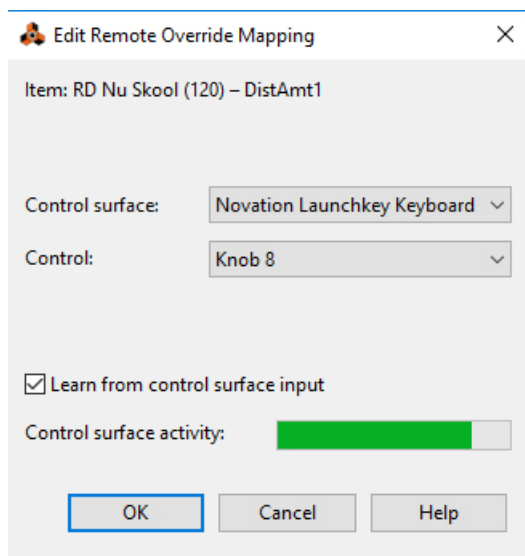 Edit Remote Override Mapping
Item: RD Nu Skool (120) – DistAmt1
Control surface: Novation Launchkey Keyboard
Control: Knob 8
Learn from control surface input
Control surface activity:
OK Cancel Help